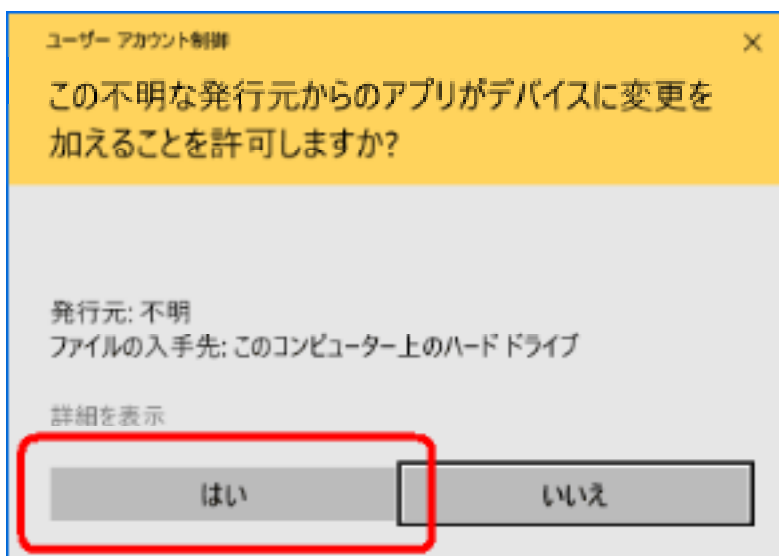 ユーザー アカウント制御
この不明な発行元からのアプリがデバイスに変更を
加えることを許可しますか?
発行元: 不明
ファイルの入手先: このコンピューター上のハード ドライブ
詳細を表示
はい
いいえ